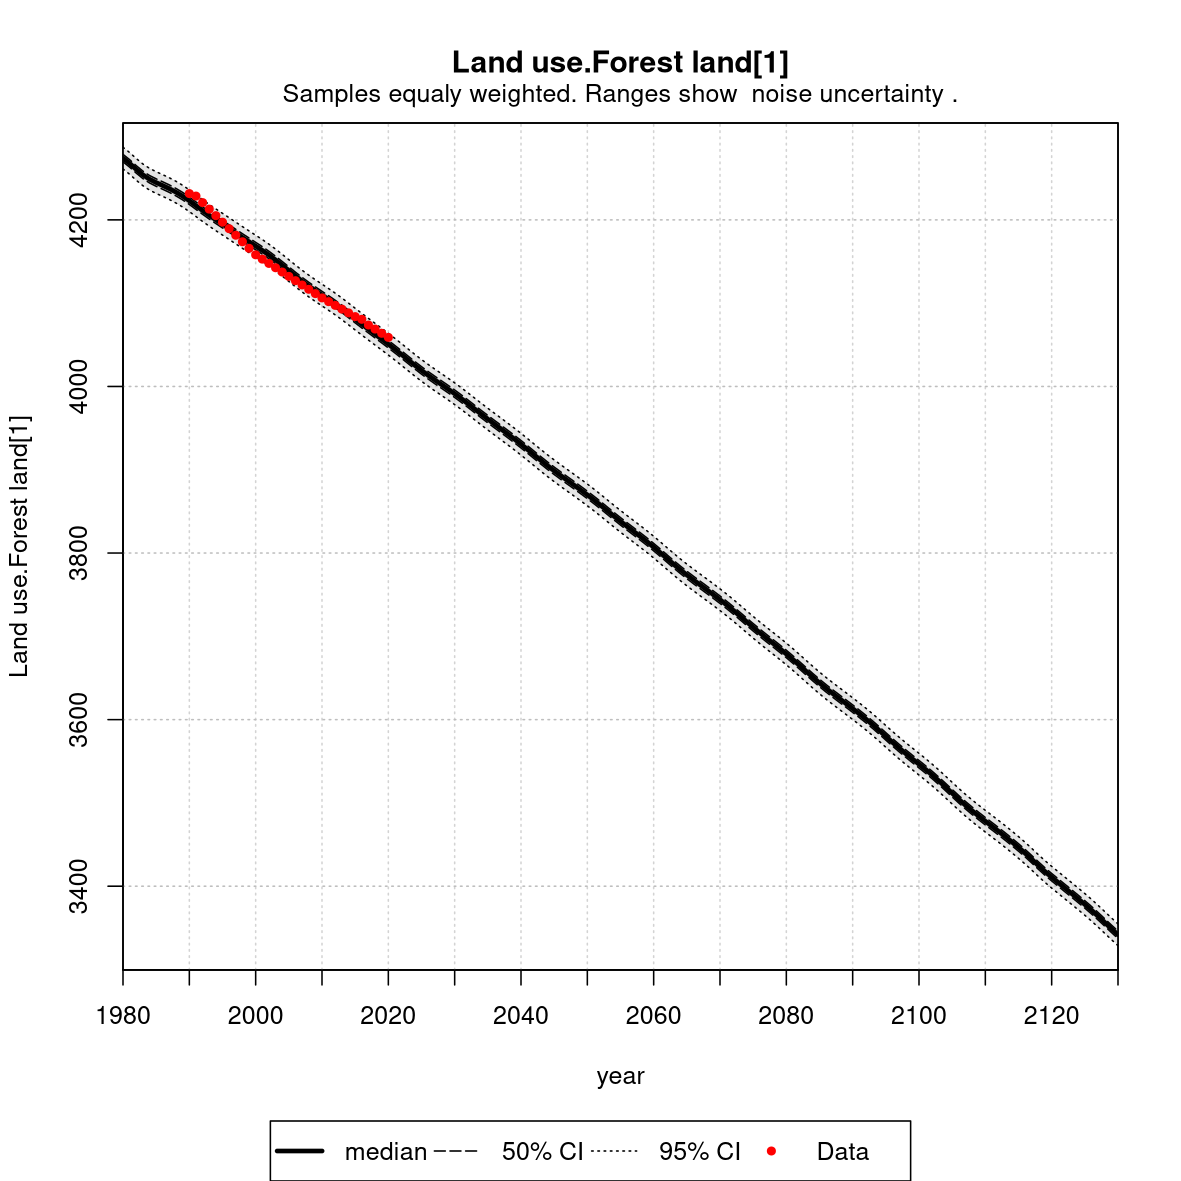 Land use.Forest land[1]
Samples equaly weighted. Ranges show  noise uncertainty .
Land use.Forest land[1]
4200
4000
3800
3600
3400
1980 2000 2020 2040 2060 2080 2100 2120
year
median 50% CI 95% CI Data